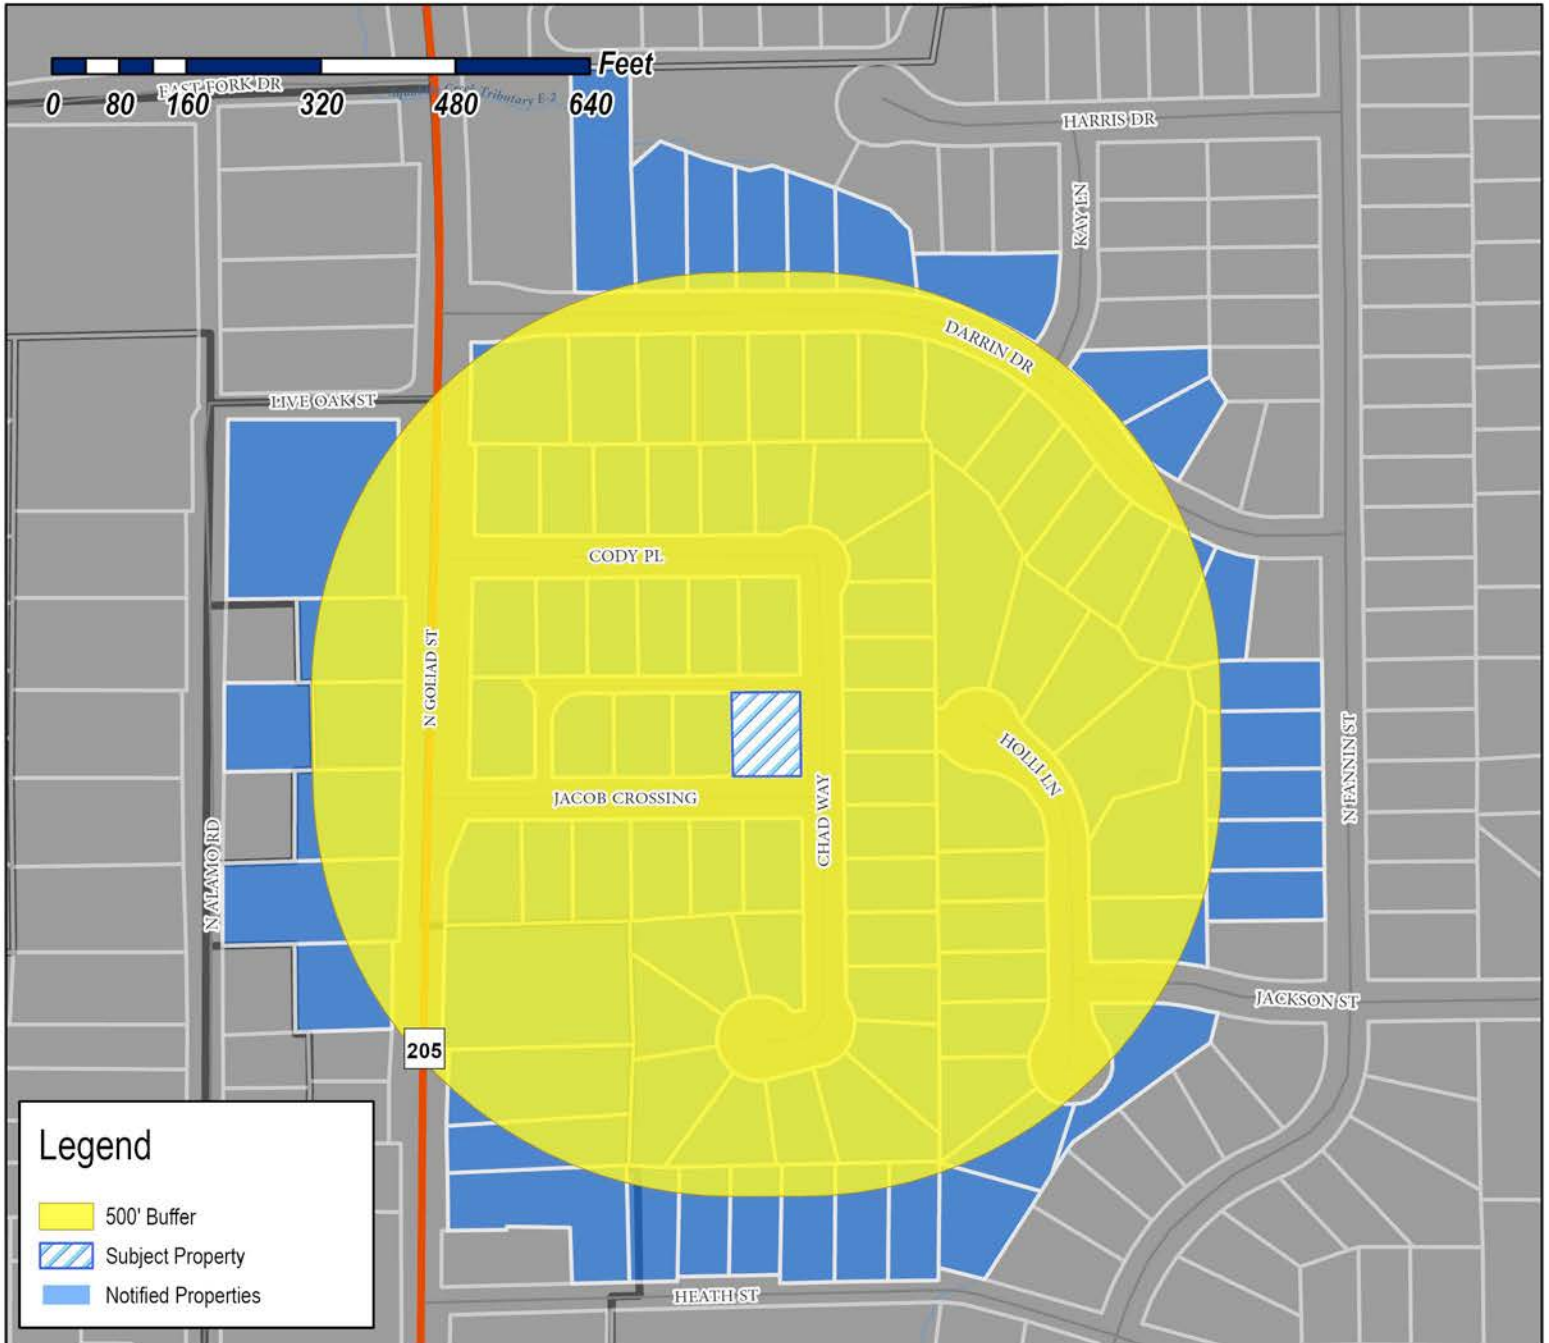 Feet
EAST FORK DR
0 80 160 320 480 640
Tributary E-2
HARRIS DR
KAY LN
DARRIN DR
LIVE OAK ST
CODY PL
N GOLIAD ST
HOLLI LN
N FANNIN ST
JACOB CROSSING
CHAD WAY
N ALAMO RD
JACKSON ST
205
HEATH ST
Legend
500' Buffer
Subject Property
Notified Properties